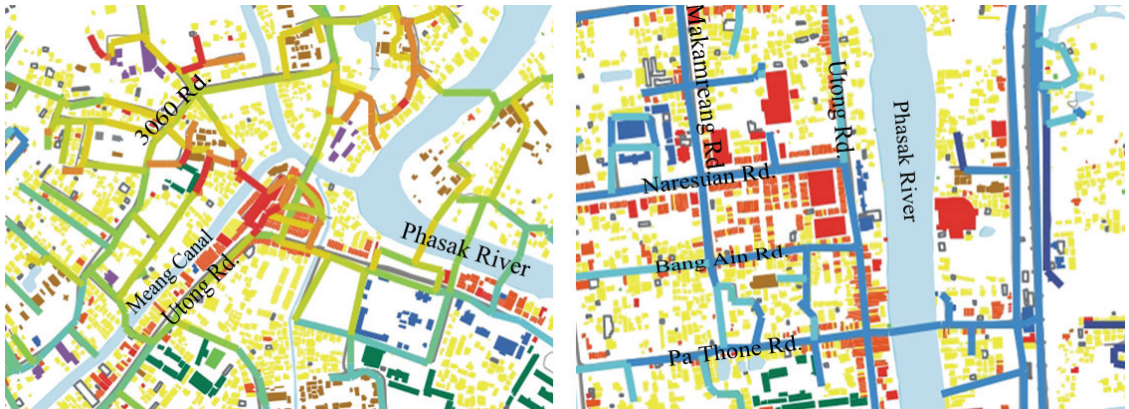 3060 Rd.
Meang Canal
Utong Rd.
Phasak River
Makamreang Rd.
Utong Rd.
Phasak River
Naresuan Rd.
Bang Ain Rd.
Pa Thone Rd.